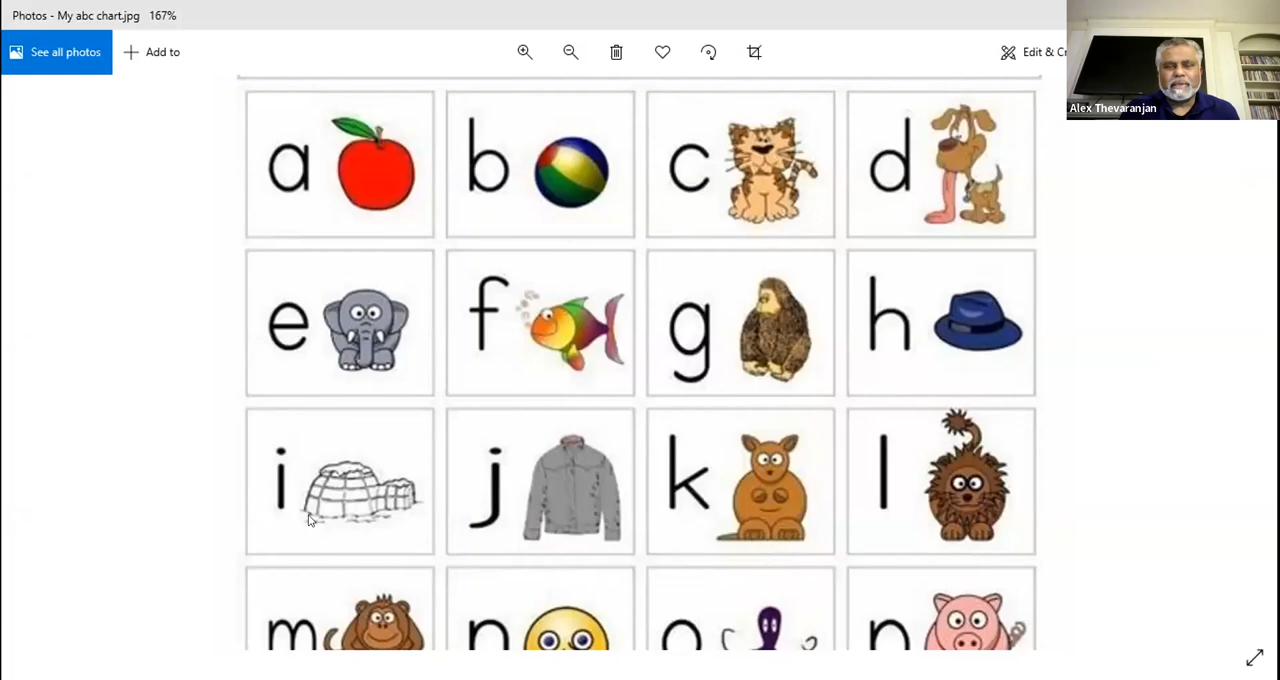 Photos - My abc chart.jpg 167%
See all photos
Add to
Edit & Cr
Alex Thevaranjan
a
b
c
d
e
f
g
h
i
j
k
l
m
n
o
p